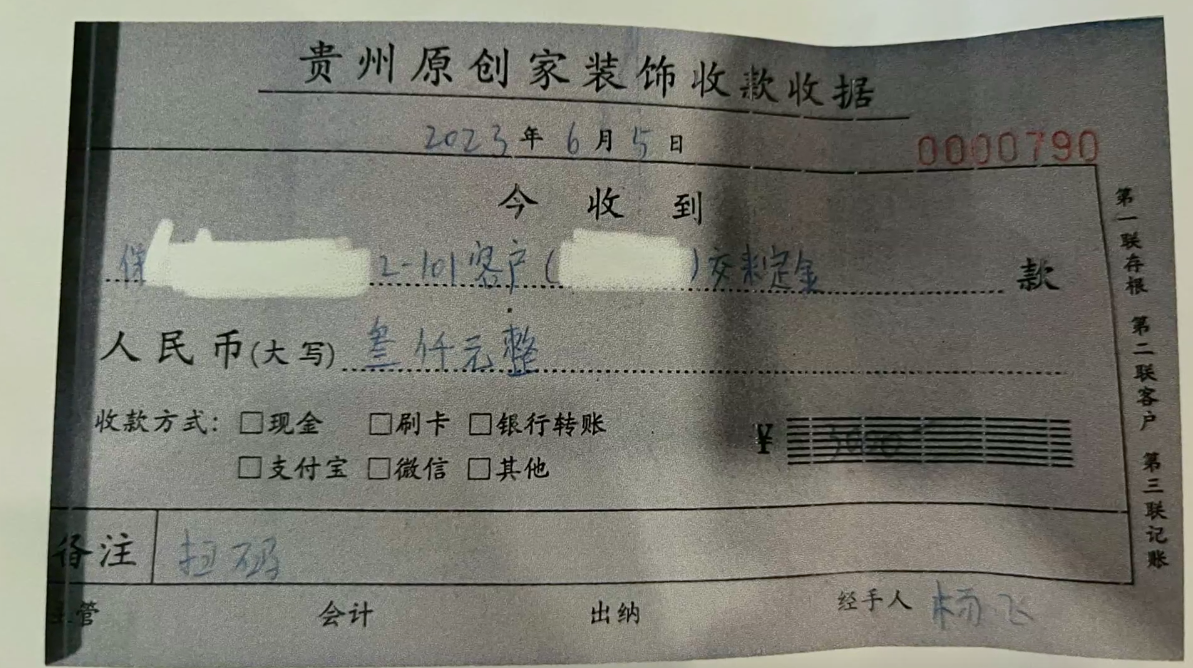 贵州原创家装饰收款收据
2023年6月5日
0000790
今收到
保 2-101客户( )交来定金 款
人民币(大写) 叁仟元整
收款方式: □现金 □刷卡 □银行转账
¥ 3000
□支付宝 □微信 □其他
备注 扫码
主管 会计 出纳 经手人 杨飞
第一联存根 第二联客户 第三联记账